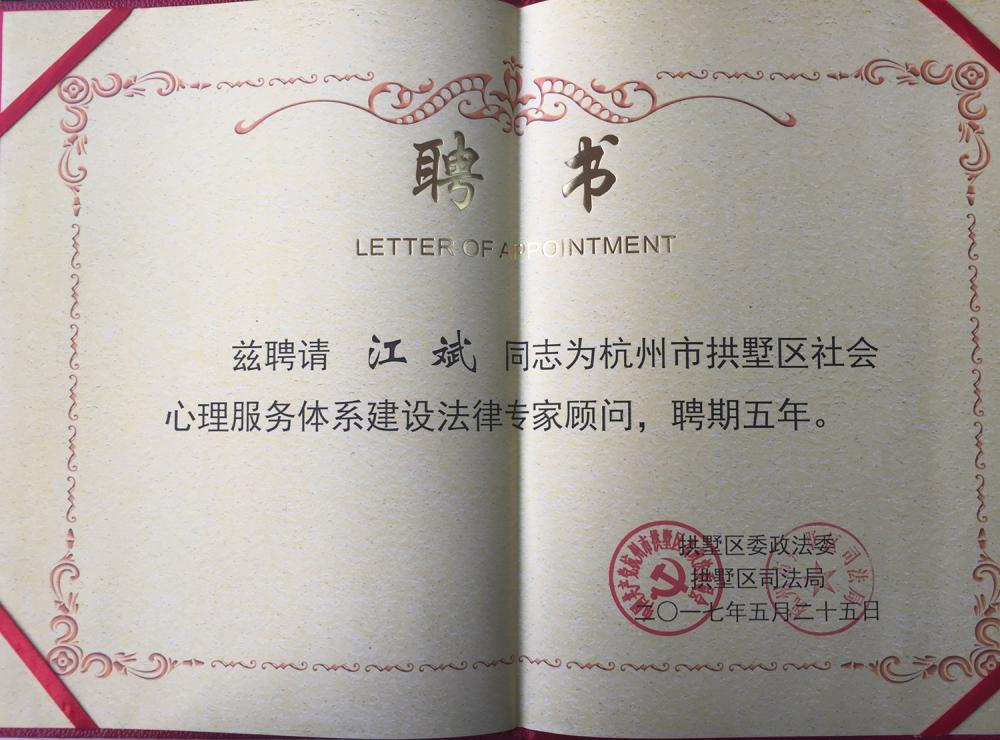 聘书
LETTER OF APPOINTMENT
兹聘请 江斌 同志为杭州市拱墅区社会
心理服务体系建设法律专家顾问，聘期五年。
拱墅区委政法委
拱墅区司法局
二〇一七年五月二十五日